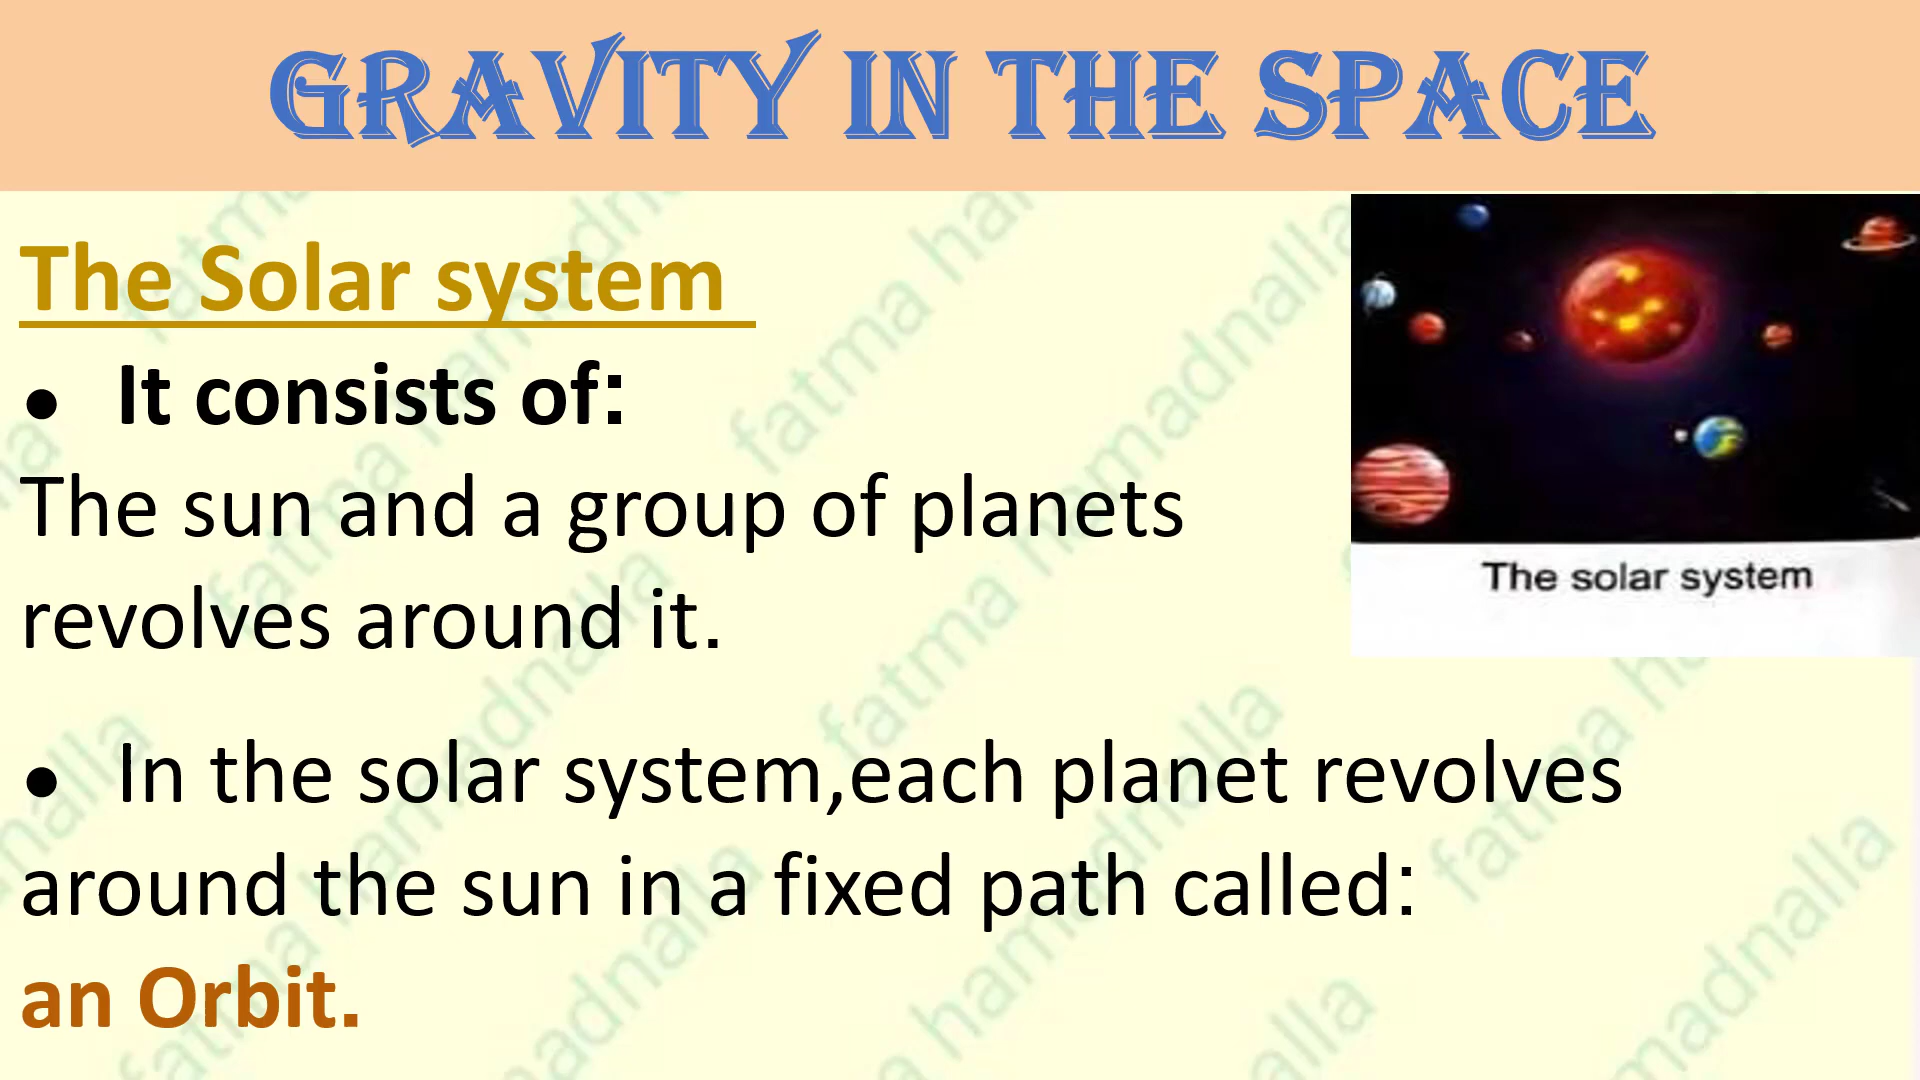 GRAVITY IN THE SPACE
The Solar system
● It consists of:
The sun and a group of planets
revolves around it.
The solar system
● In the solar system,each planet revolves
around the sun in a fixed path called:
an Orbit.
fatma hamadnalla